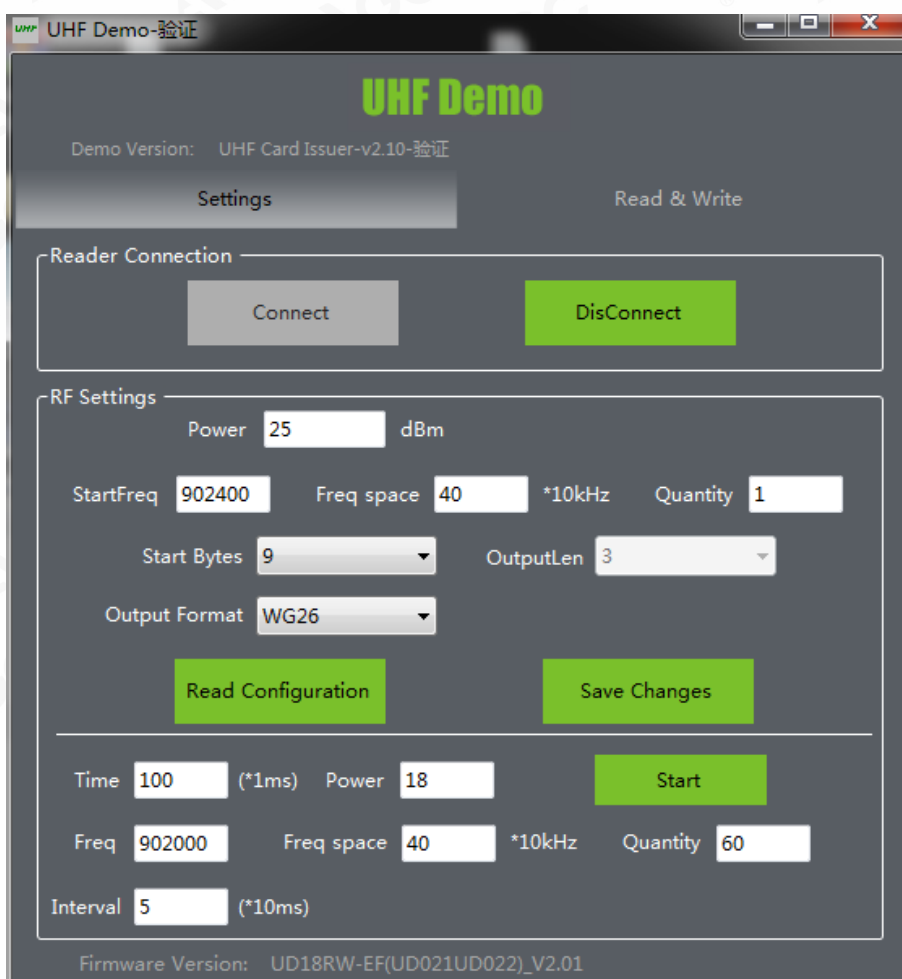 UHF UHF Demo-验证
UHF Demo
Demo Version: UHF Card Issuer-v2.10-验证
Settings Read & Write
Reader Connection
Connect DisConnect
RF Settings
Power 25 dBm
StartFreq 902400 Freq space 40 *10kHz Quantity 1
Start Bytes 9 OutputLen 3
Output Format WG26
Read Configuration Save Changes
Time 100 (*1ms) Power 18 Start
Freq 902000 Freq space 40 *10kHz Quantity 60
Interval 5 (*10ms)
Firmware Version: UD18RW-EF(UD021UD022)_V2.01